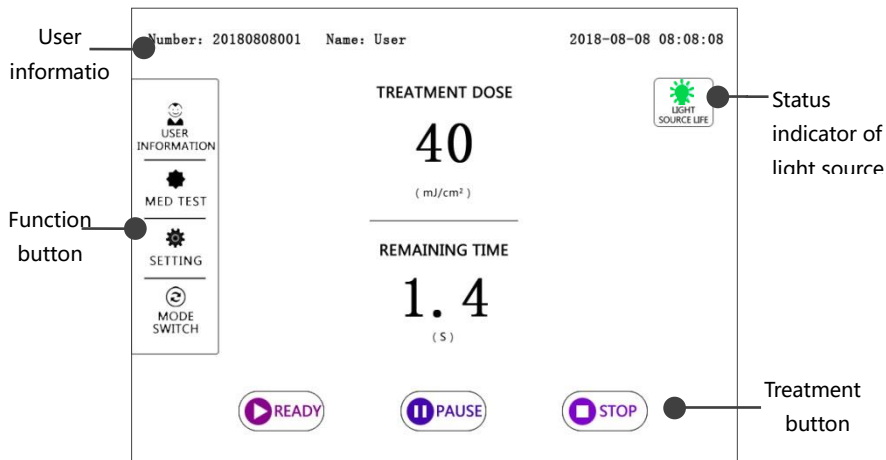 User
informatio
Number: 20180808001 Name: User 2018-08-08 08:08:08
USER
INFORMATION
MED TEST
SETTING
MODE
SWITCH
Function
button
TREATMENT DOSE
40
( mJ/cm² )
REMAINING TIME
1. 4
( S )
LIGHT
SOURCE LIFE
Status
indicator of
light source
READY
PAUSE
STOP
Treatment
button